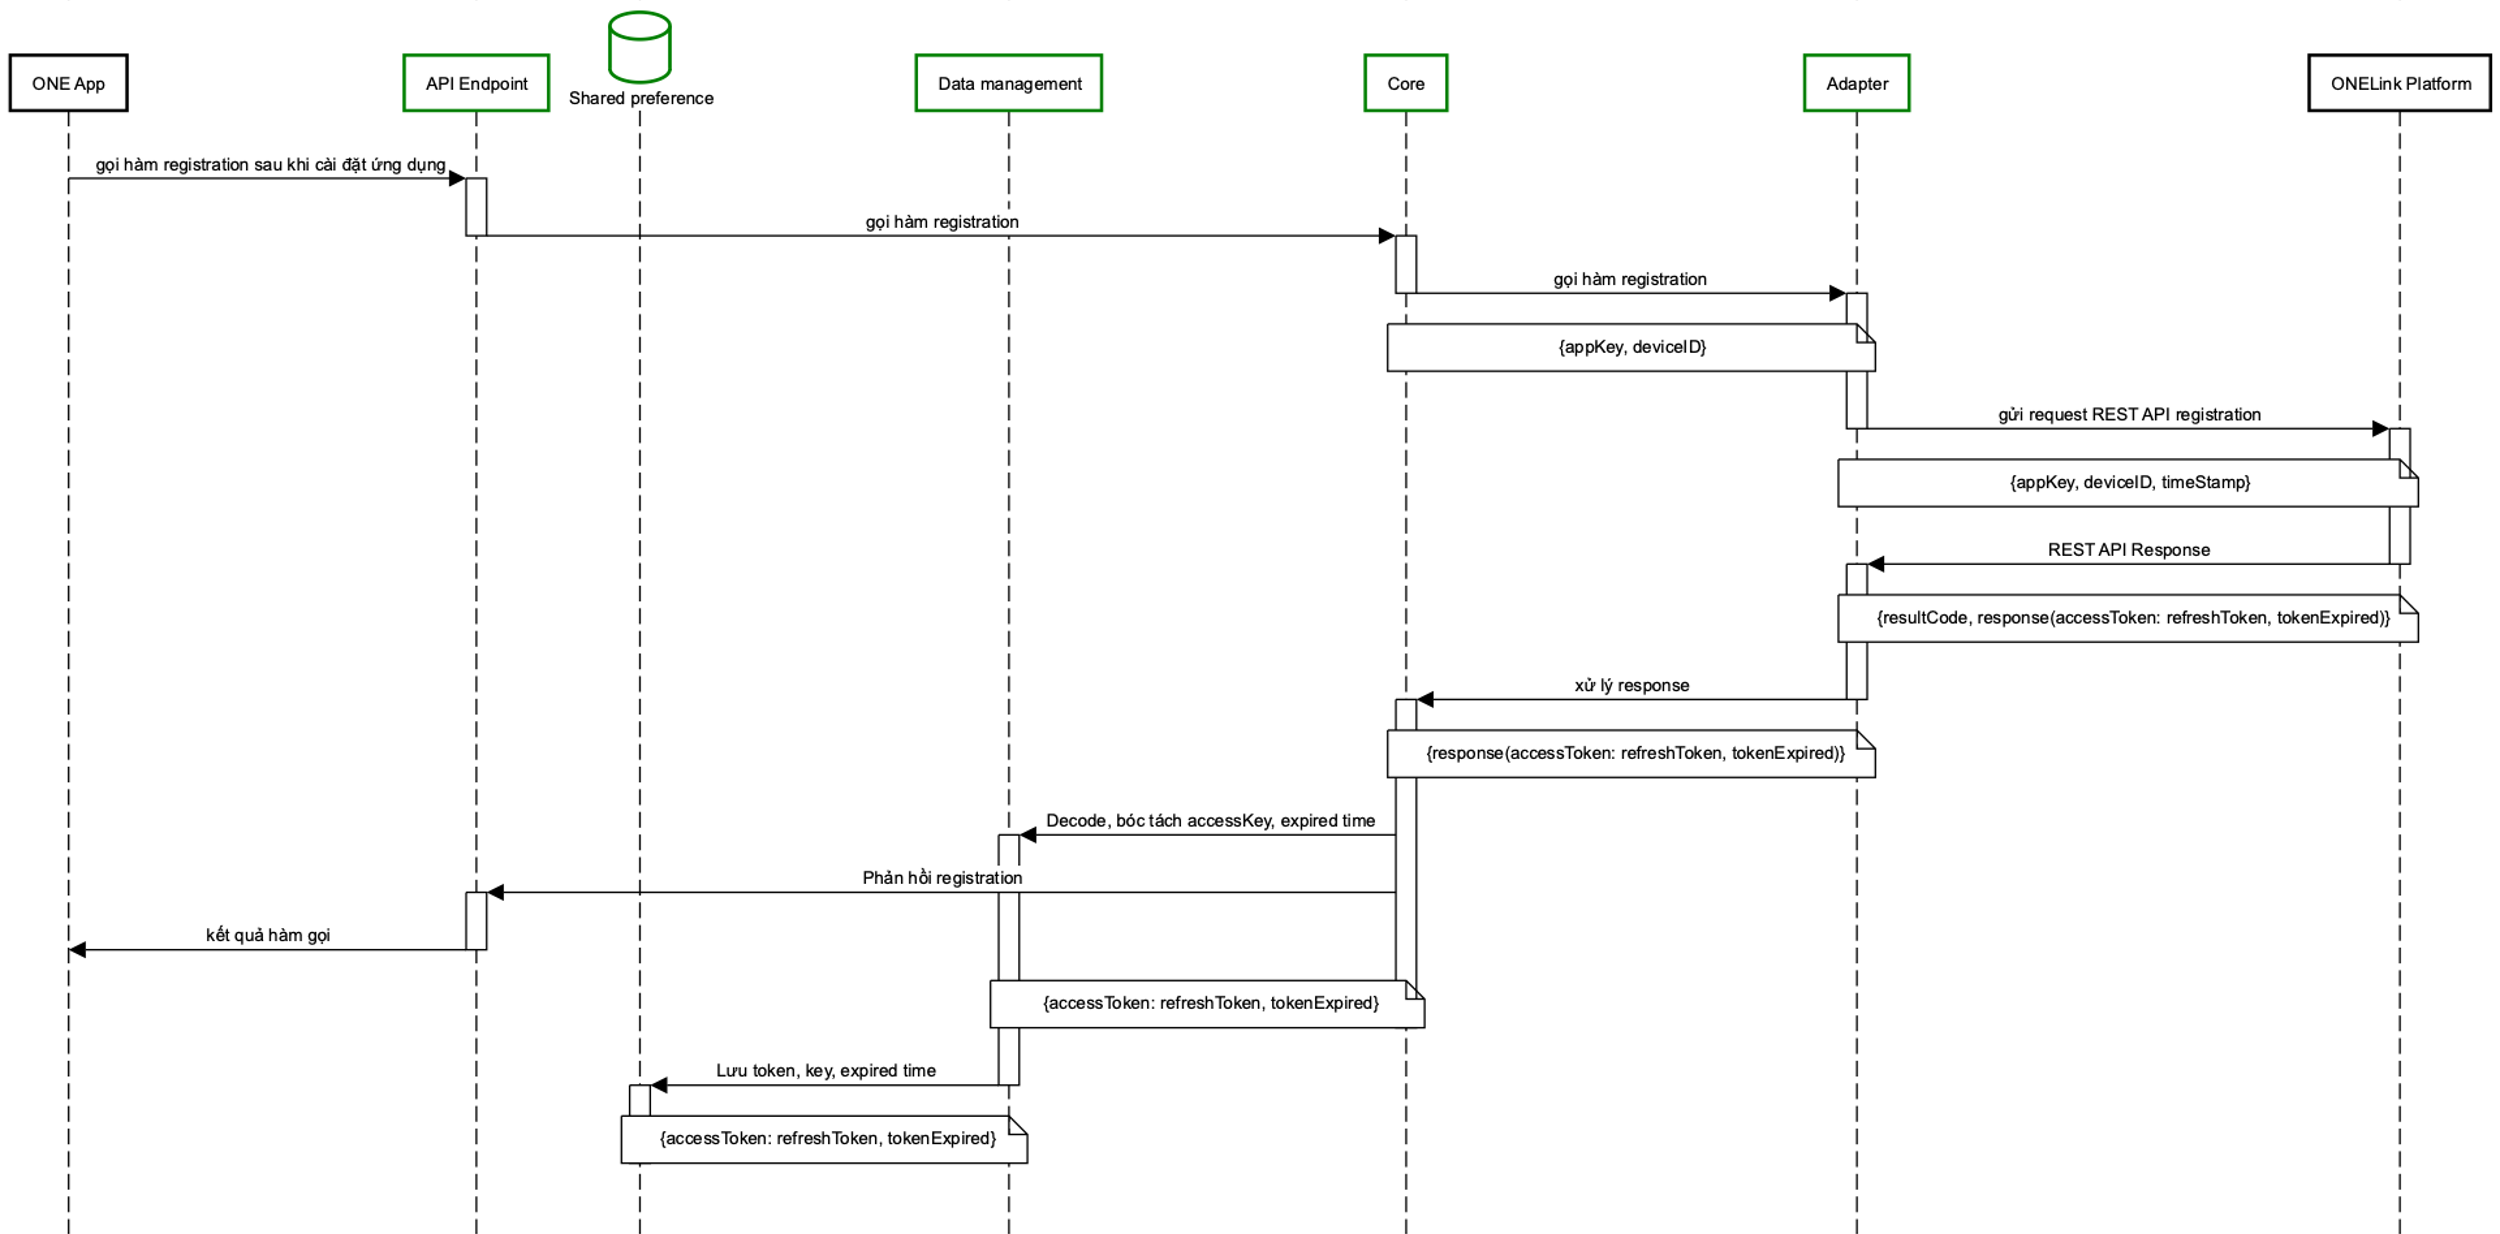 ONE App
API Endpoint
Shared preference
Data management
Core
Adapter
ONELink Platform
gọi hàm registration sau khi cài đặt ứng dụng
gọi hàm registration
gọi hàm registration
{appKey, deviceID}
gửi request REST API registration
{appKey, deviceID, timeStamp}
REST API Response
{resultCode, response(accessToken: refreshToken, tokenExpired)}
xử lý response
{response(accessToken: refreshToken, tokenExpired)}
Decode, bóc tách accessKey, expired time
Phản hồi registration
kết quả hàm gọi
{accessToken: refreshToken, tokenExpired}
Lưu token, key, expired time
{accessToken: refreshToken, tokenExpired}